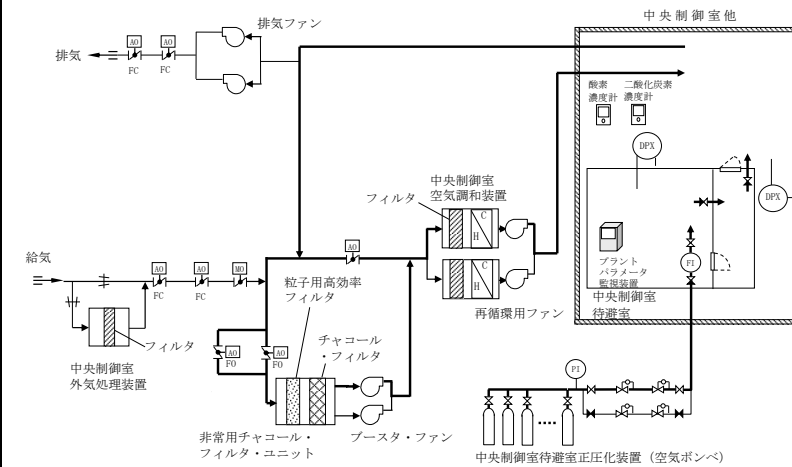 中央制御室他
排気ファン
AO
AO
排気
FC
FC
酸素
濃度計
二酸化炭素
濃度計
DPX
DPX
中央制御室
空気調和装置
フィルタ
C
H
C
H
再循環用ファン
給気
AO
AO
MO
FC
FC
AO
粒子用高効率
フィルタ
チャコール
・フィルタ
フィルタ
中央制御室
外気処理装置
AO
FO
AO
FO
プラント
パラメータ
監視装置
中央制御室
待避室
FI
PI
非常用チャコール・
フィルタ・ユニット
ブースタ・ファン
中央制御室待避室正圧化装置（空気ボンベ）